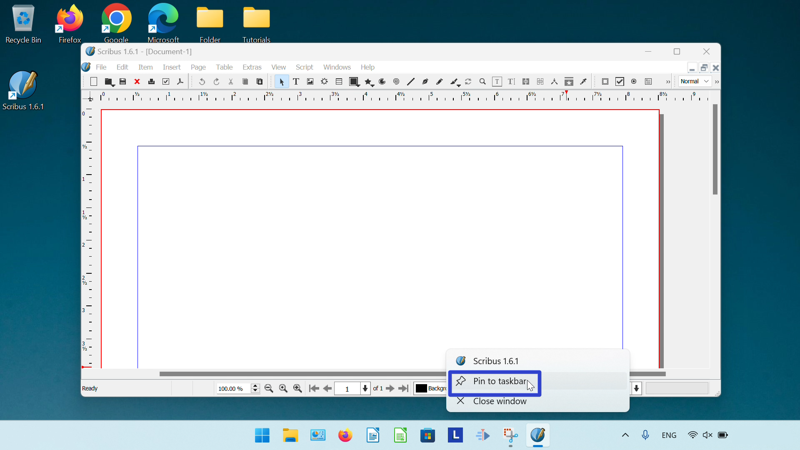 Recycle Bin
Firefox
Google
Microsoft
Folder
Tutorials
Scribus 1.6.1
Scribus 1.6.1 - [Document-1]
File Edit Item Insert Page Table Extras View Script Windows Help
Normal
Ready
100.00 %
1
of 1
Backgro
Scribus 1.6.1
Pin to taskbar
Close window
ENG